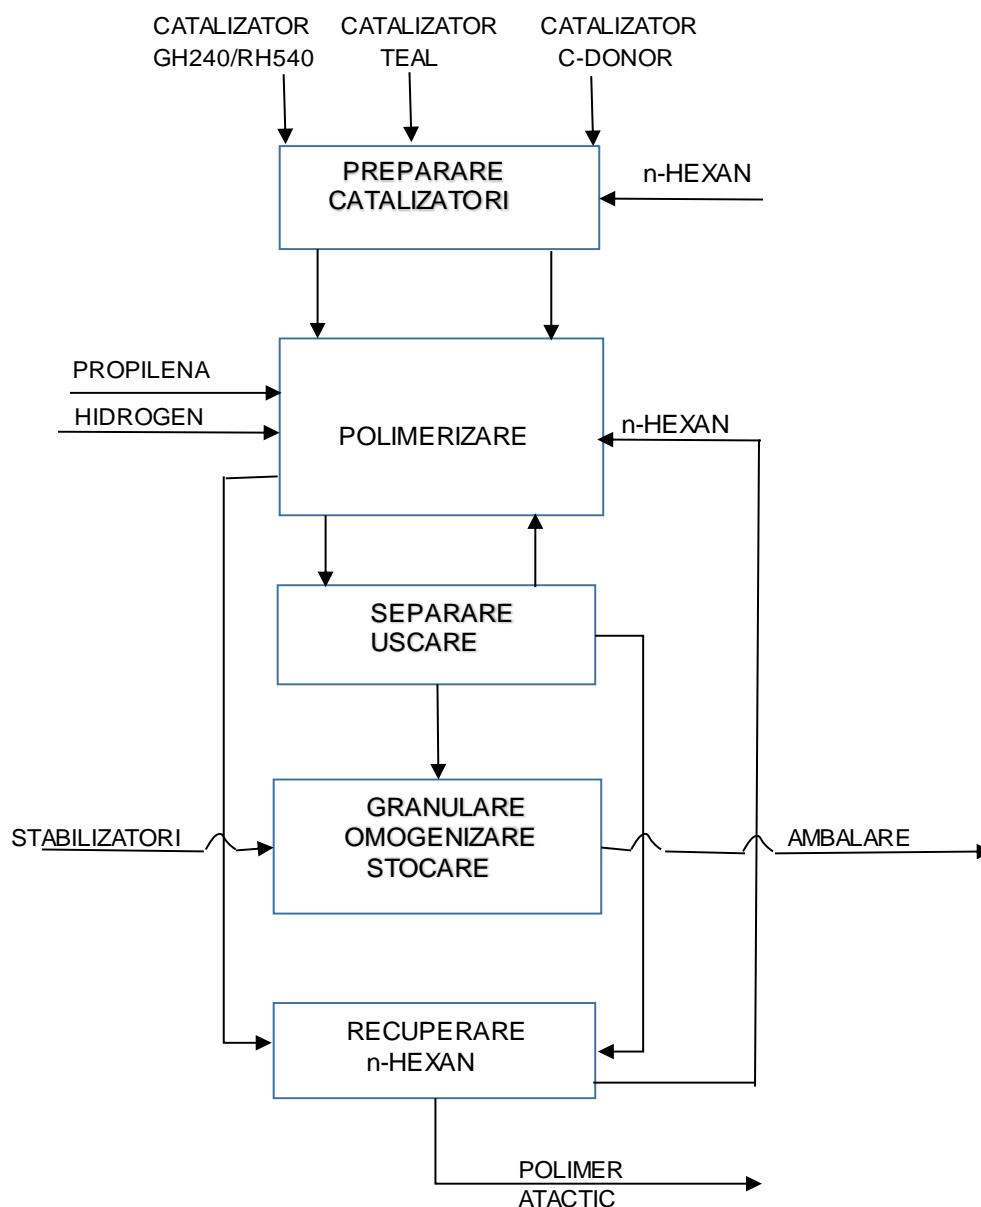 CATALIZATOR
GH240/RH540
CATALIZATOR
TEAL
CATALIZATOR
C-DONOR
PREPARARE
CATALIZATORI
n-HEXAN
PROPILENA
HIDROGEN
POLIMERIZARE
n-HEXAN
SEPARARE
USCARE
GRANULARE
OMOGENIZARE
STOCARE
STABILIZATORI
AMBALARE
RECUPERARE
n-HEXAN
POLIMER
ATACTIC